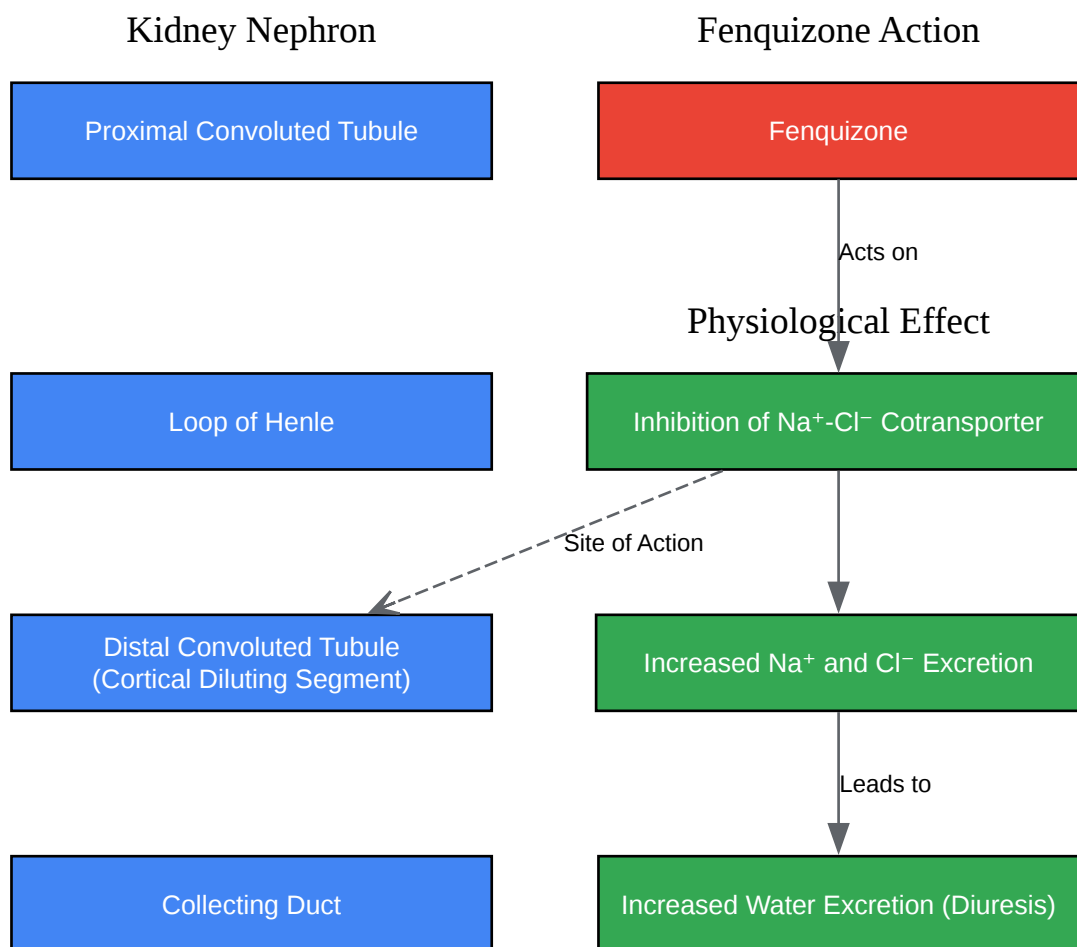 Kidney Nephron
Fenquizone Action
Proximal Convoluted Tubule
Fenquizone
Acts on
Physiological Effect
Loop of Henle
Inhibition of Na⁺-Cl⁻ Cotransporter
Site of Action
Distal Convoluted Tubule
(Cortical Diluting Segment)
Increased Na⁺ and Cl⁻ Excretion
Leads to
Collecting Duct
Increased Water Excretion (Diuresis)